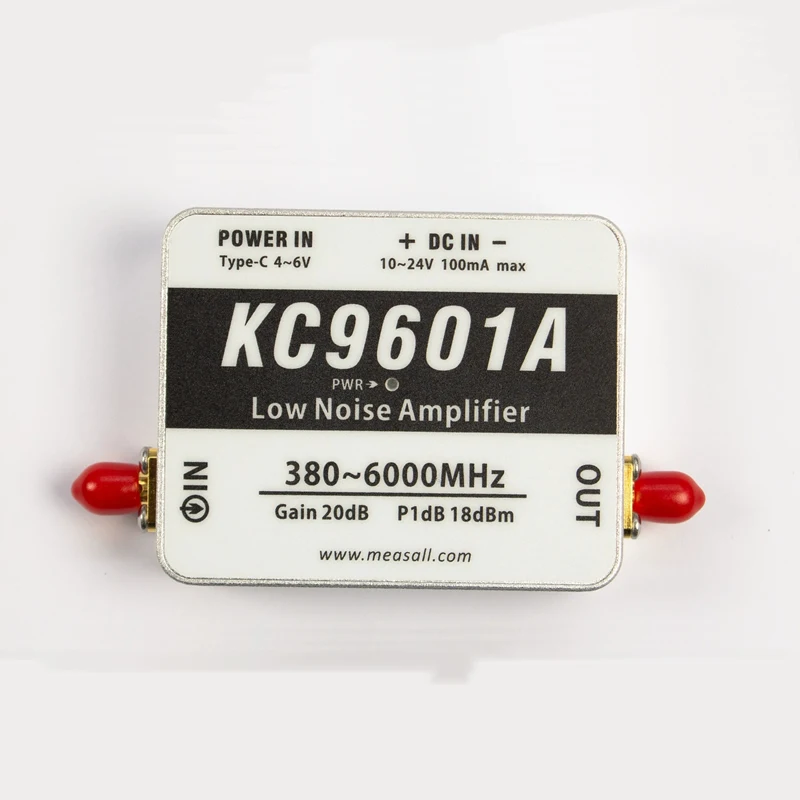 POWER IN
Type-C 4~6V
+ DC IN −
10~24V 100mA max
KC9601A
PWR➔
Low Noise Amplifier
IN
380~6000MHz
Gain 20dB P1dB 18dBm
OUT
www.measall.com